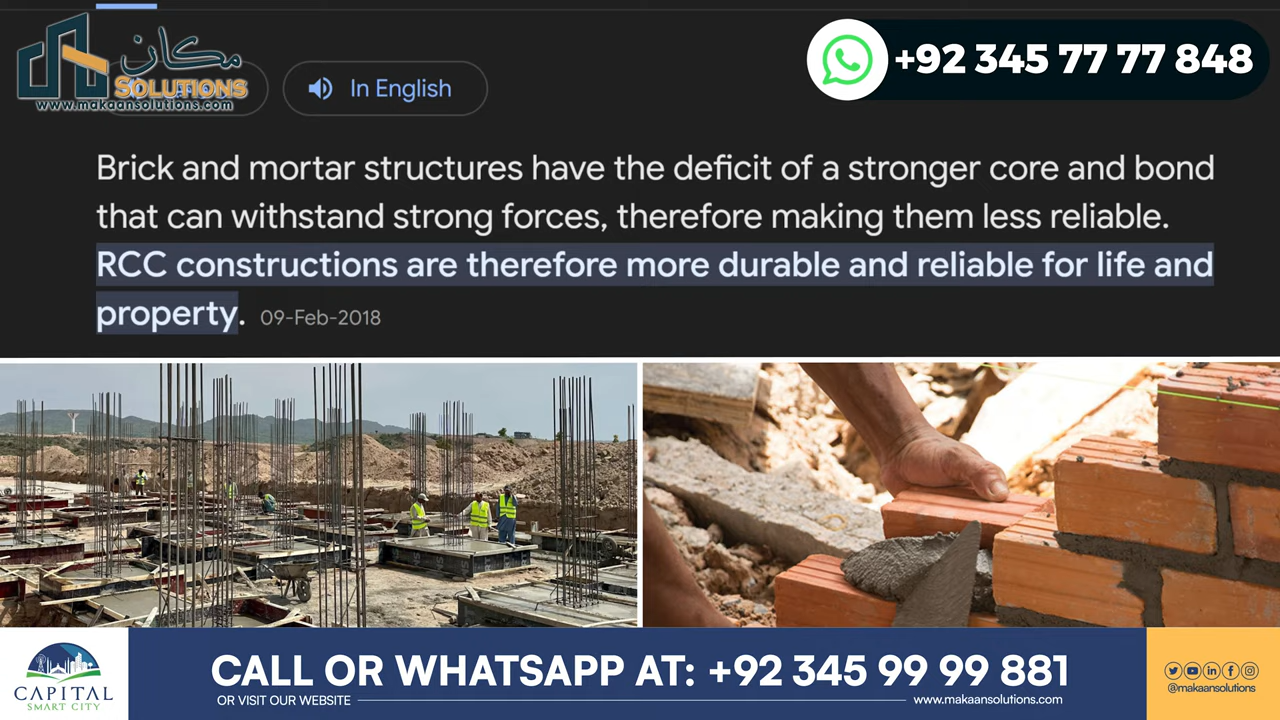 مکان
SOLUTIONS
www.makaansolutions.com
In English
+92 345 77 77 848
Brick and mortar structures have the deficit of a stronger core and bond
that can withstand strong forces, therefore making them less reliable.
RCC constructions are therefore more durable and reliable for life and
property. 09-Feb-2018
CAPITAL
SMART CITY
CALL OR WHATSAPP AT: +92 345 99 99 881
OR VISIT OUR WEBSITE
www.makaansolutions.com
@makaansolutions